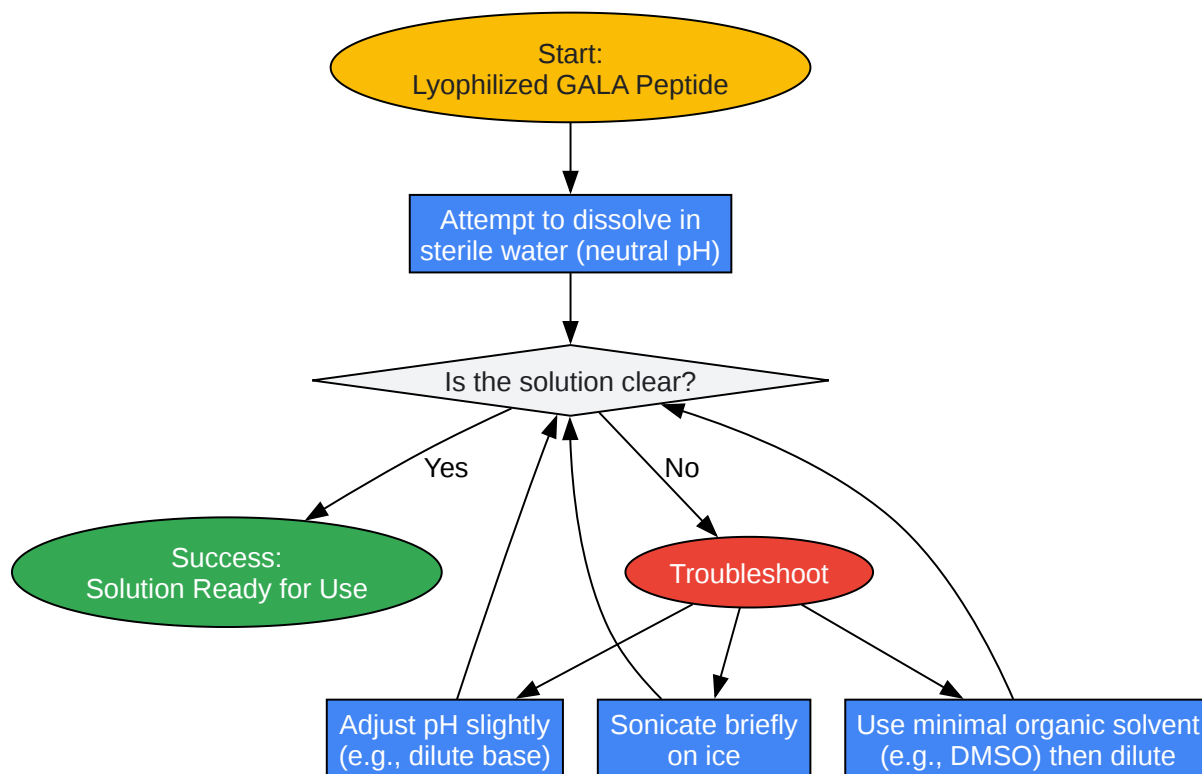 Start:
Lyophilized GALA Peptide
Attempt to dissolve in
sterile water (neutral pH)
Is the solution clear?
Yes
No
Success:
Solution Ready for Use
Troubleshoot
Adjust pH slightly
(e.g., dilute base)
Sonicate briefly
on ice
Use minimal organic solvent
(e.g., DMSO) then dilute